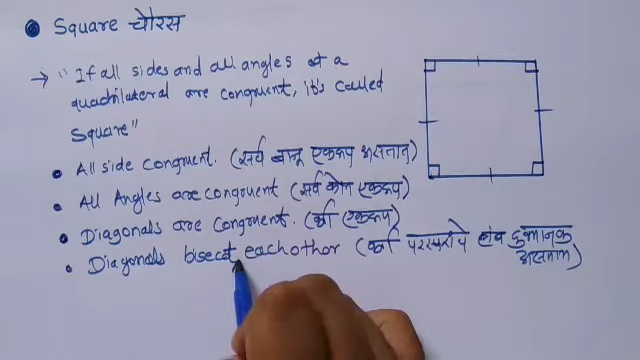 Square चौरस
"If all sides and all angles of a
quadrilateral are congruent, it's called
Square"
All side congruent. (सर्व बाजू एकरूप असतात)
All Angles are congruent (सर्व कोन एकरूप)
Diagonals are congruent. (कर्ण एकरूप)
Diagonals bisect eachother (कर्ण परस्परांचे लंब दुभाजक
असतात)